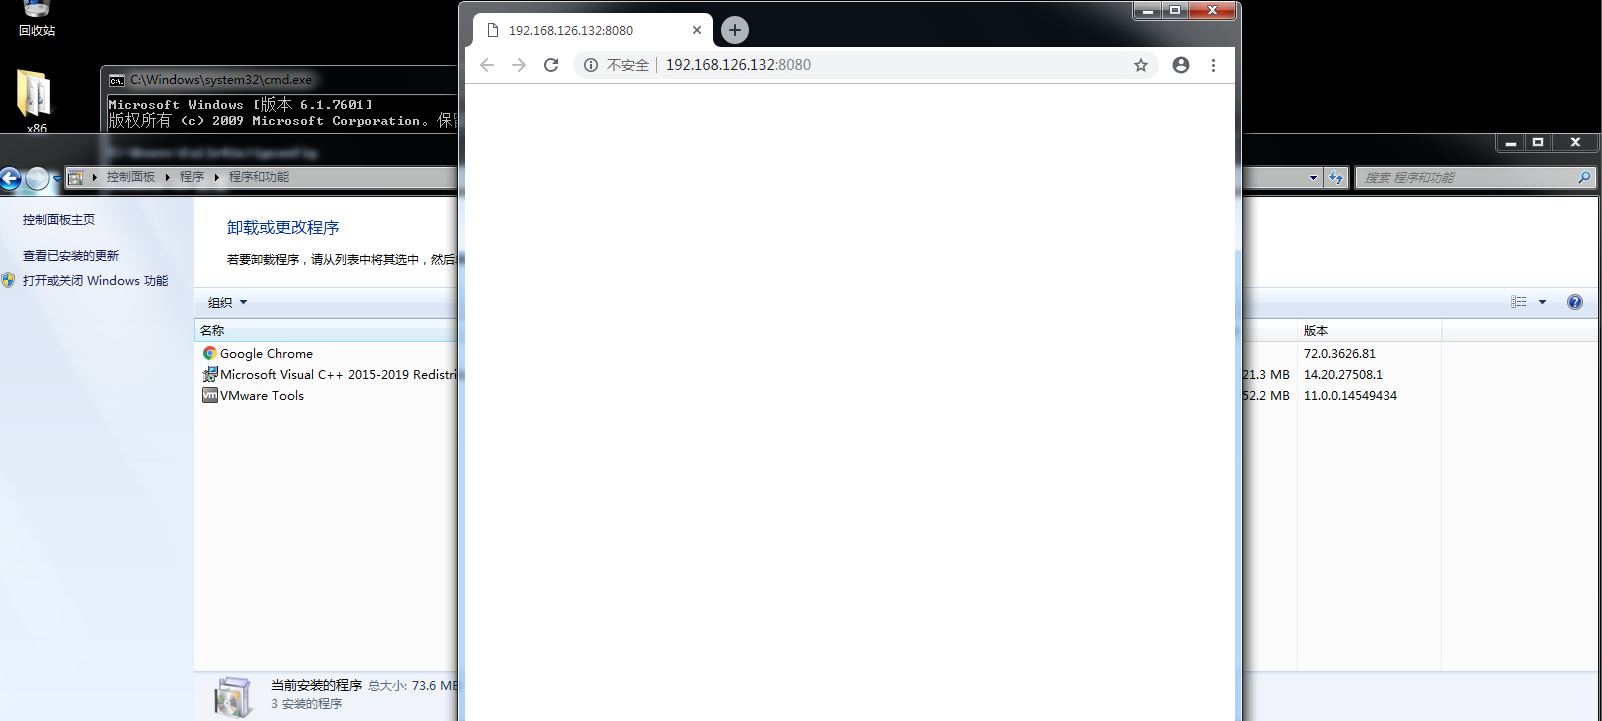 回收站
x86
C:\Windows\system32\cmd.exe
Microsoft Windows [版本 6.1.7601]
版权所有 (c) 2009 Microsoft Corporation。保留
192.168.126.132:8080
不安全
192.168.126.132:8080
控制面板
程序
程序和功能
搜索 程序和功能
控制面板主页
查看已安装的更新
打开或关闭 Windows 功能
卸载或更改程序
若要卸载程序，请从列表中将其选中，然后
组织
名称
版本
Google Chrome
72.0.3626.81
Microsoft Visual C++ 2015-2019 Redistri
21.3 MB
14.20.27508.1
VMware Tools
52.2 MB
11.0.0.14549434
当前安装的程序 总大小: 73.6 MB
3 安装的程序